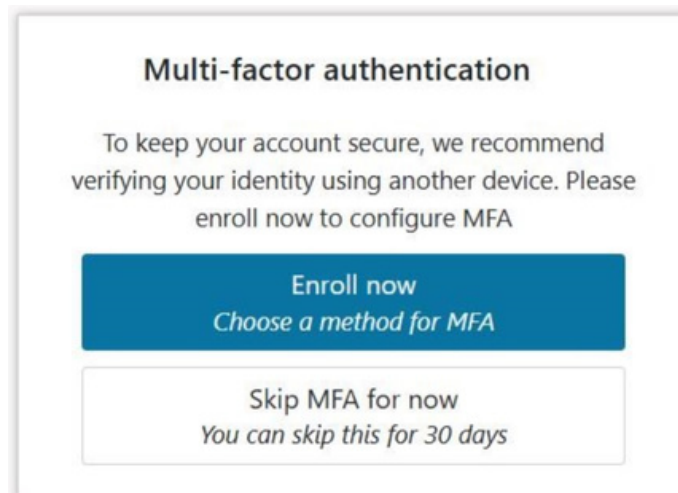 Multi-factor authentication
To keep your account secure, we recommend
verifying your identity using another device. Please
enroll now to configure MFA
Enroll now
Choose a method for MFA
Skip MFA for now
You can skip this for 30 days